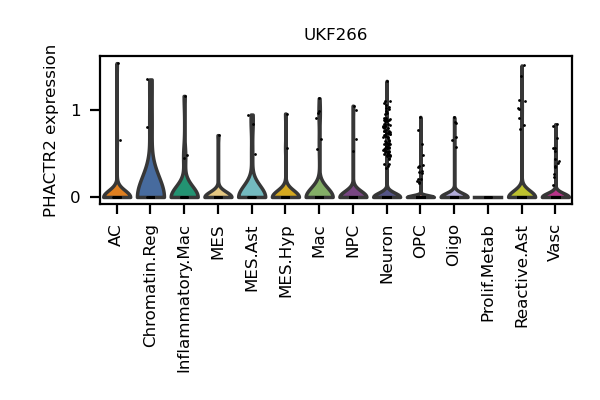 UKF266
PHACTR2 expression
1
0
AC
Chromatin.Reg
Inflammatory.Mac
MES
MES.Ast
MES.Hyp
Mac
NPC
Neuron
OPC
Oligo
Prolif.Metab
Reactive.Ast
Vasc